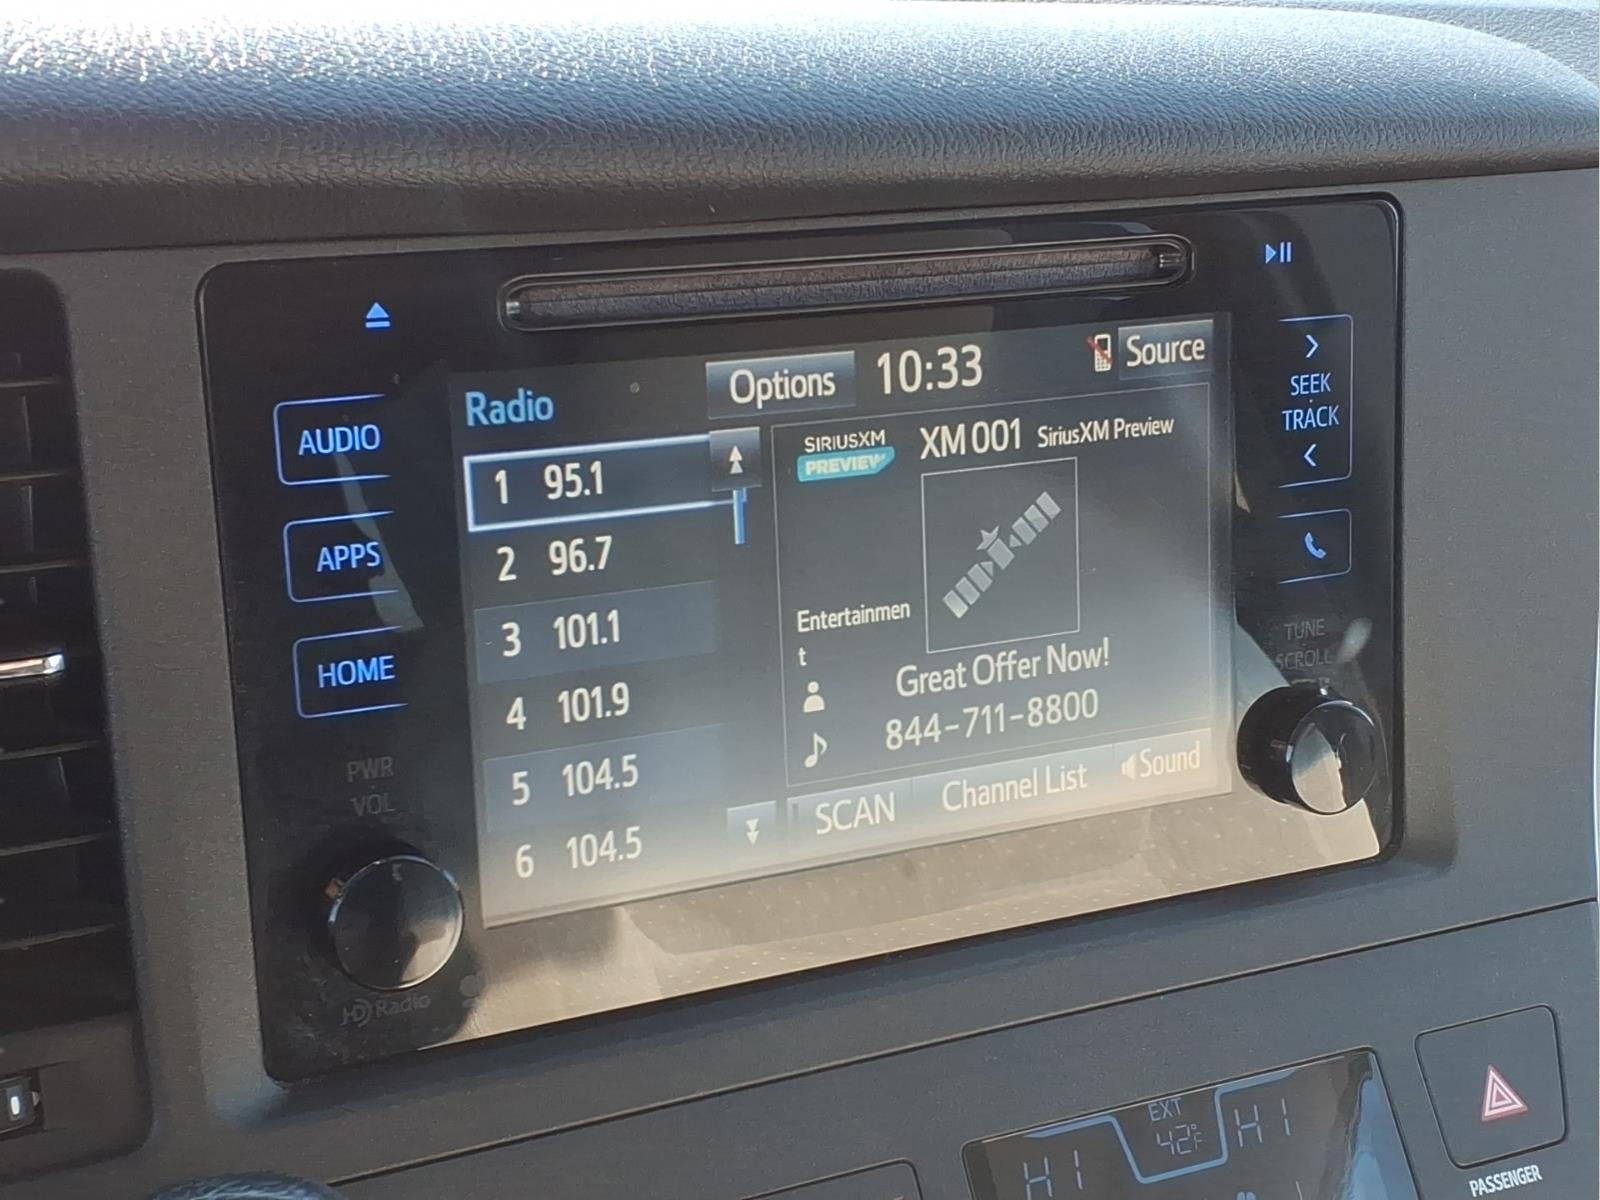 Radio
Options
10:33
Source
AUDIO
APPS
HOME
PWR
VOL
HD Radio
1 95.1
2 96.7
3 101.1
4 101.9
5 104.5
6 104.5
SIRIUSXM
PREVIEW
XM 001 SiriusXM Preview
Entertainmen
t
Great Offer Now!
844-711-8800
SCAN
Channel List
Sound
SEEK
TRACK
TUNE
SCROLL
HI
EXT
42°F
HI
PASSENGER